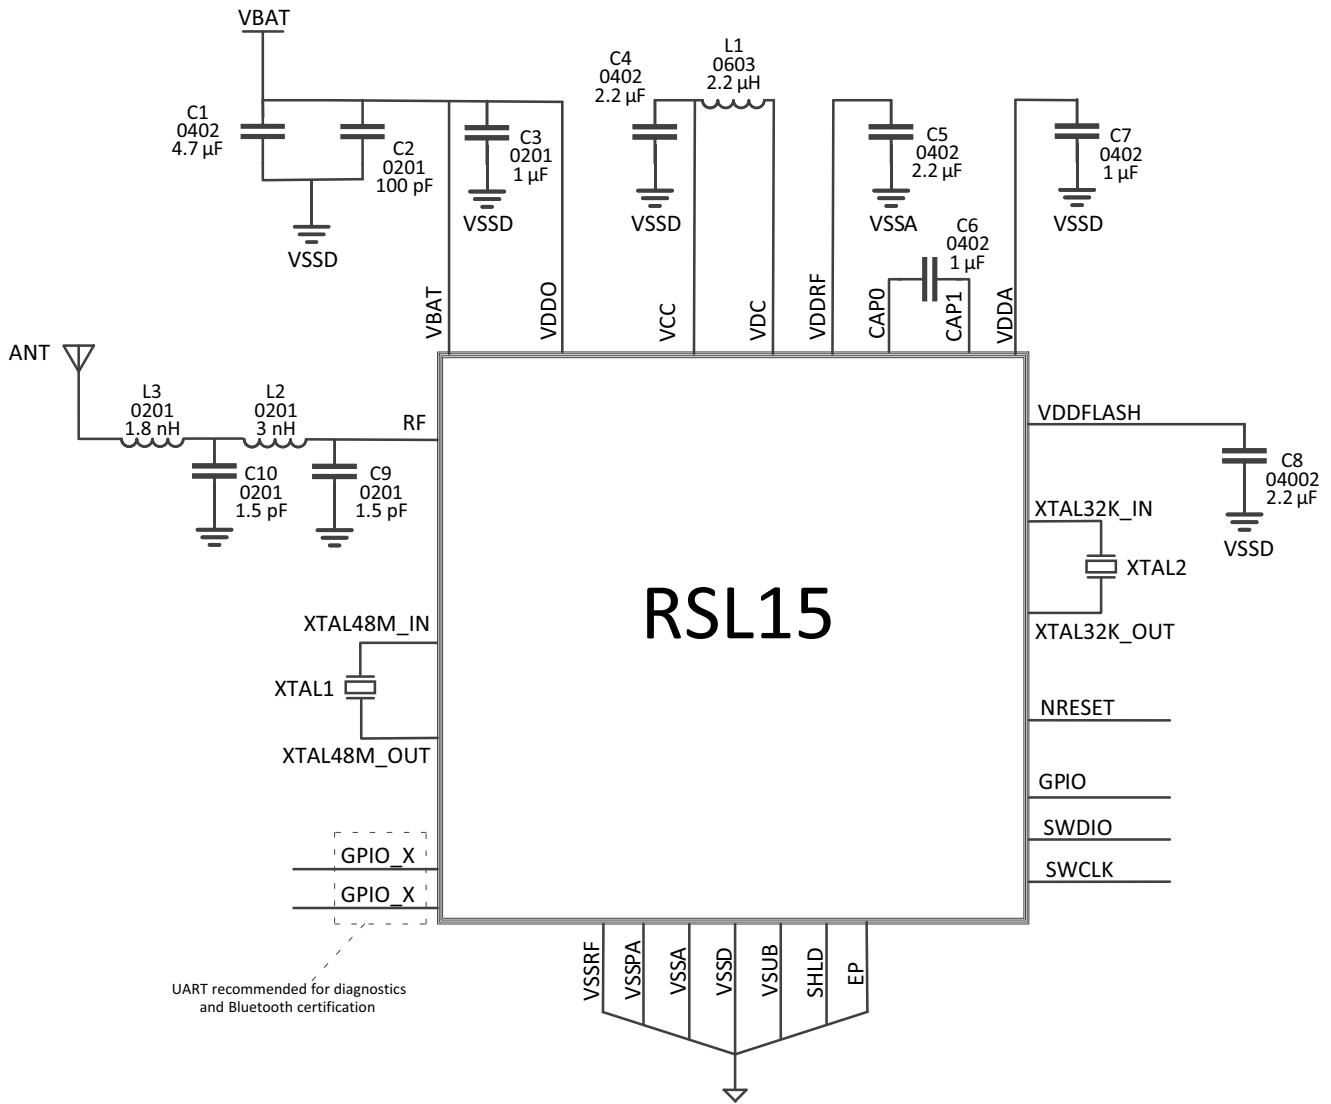 VBAT
C1
0402
4.7 µF
C2
0201
100 pF
VSSD
C3
0201
1 µF
VSSD
C4
0402
2.2 µF
VSSD
L1
0603
2.2 µH
C5
0402
2.2 µF
VSSA
C6
0402
1 µF
C7
0402
1 µF
VSSD
VBAT
VDDO
VCC
VDC
VDDRF
CAP0
CAP1
VDDA
ANT
L3
0201
1.8 nH
L2
0201
3 nH
RF
C10
0201
1.5 pF
C9
0201
1.5 pF
VDDFLASH
C8
04002
2.2 µF
VSSD
XTAL32K_IN
XTAL2
XTAL32K_OUT
RSL15
XTAL48M_IN
XTAL1
XTAL48M_OUT
NRESET
GPIO
SWDIO
SWCLK
GPIO_X
GPIO_X
UART recommended for diagnostics
and Bluetooth certification
VSSRF
VSSPA
VSSA
VSSD
VSUB
SHLD
EP